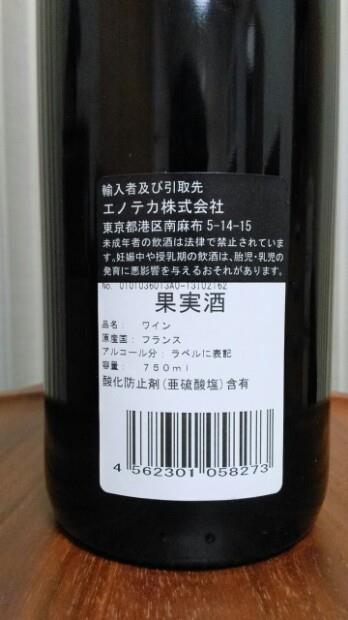 輸入者及び引取先
エノテカ株式会社
東京都港区南麻布 5-14-15
未成年者の飲酒は法律で禁止されていま
す。妊娠中や授乳期の飲酒は、胎児・乳児の
発育に悪影響を与えるおそれがあります。
No. 0101036013A0-13102162
果実酒
品名： ワイン
原産国： フランス
アルコール分： ラベルに表記
容量： 750ml
酸化防止剤(亜硫酸塩)含有
4 562301 058273